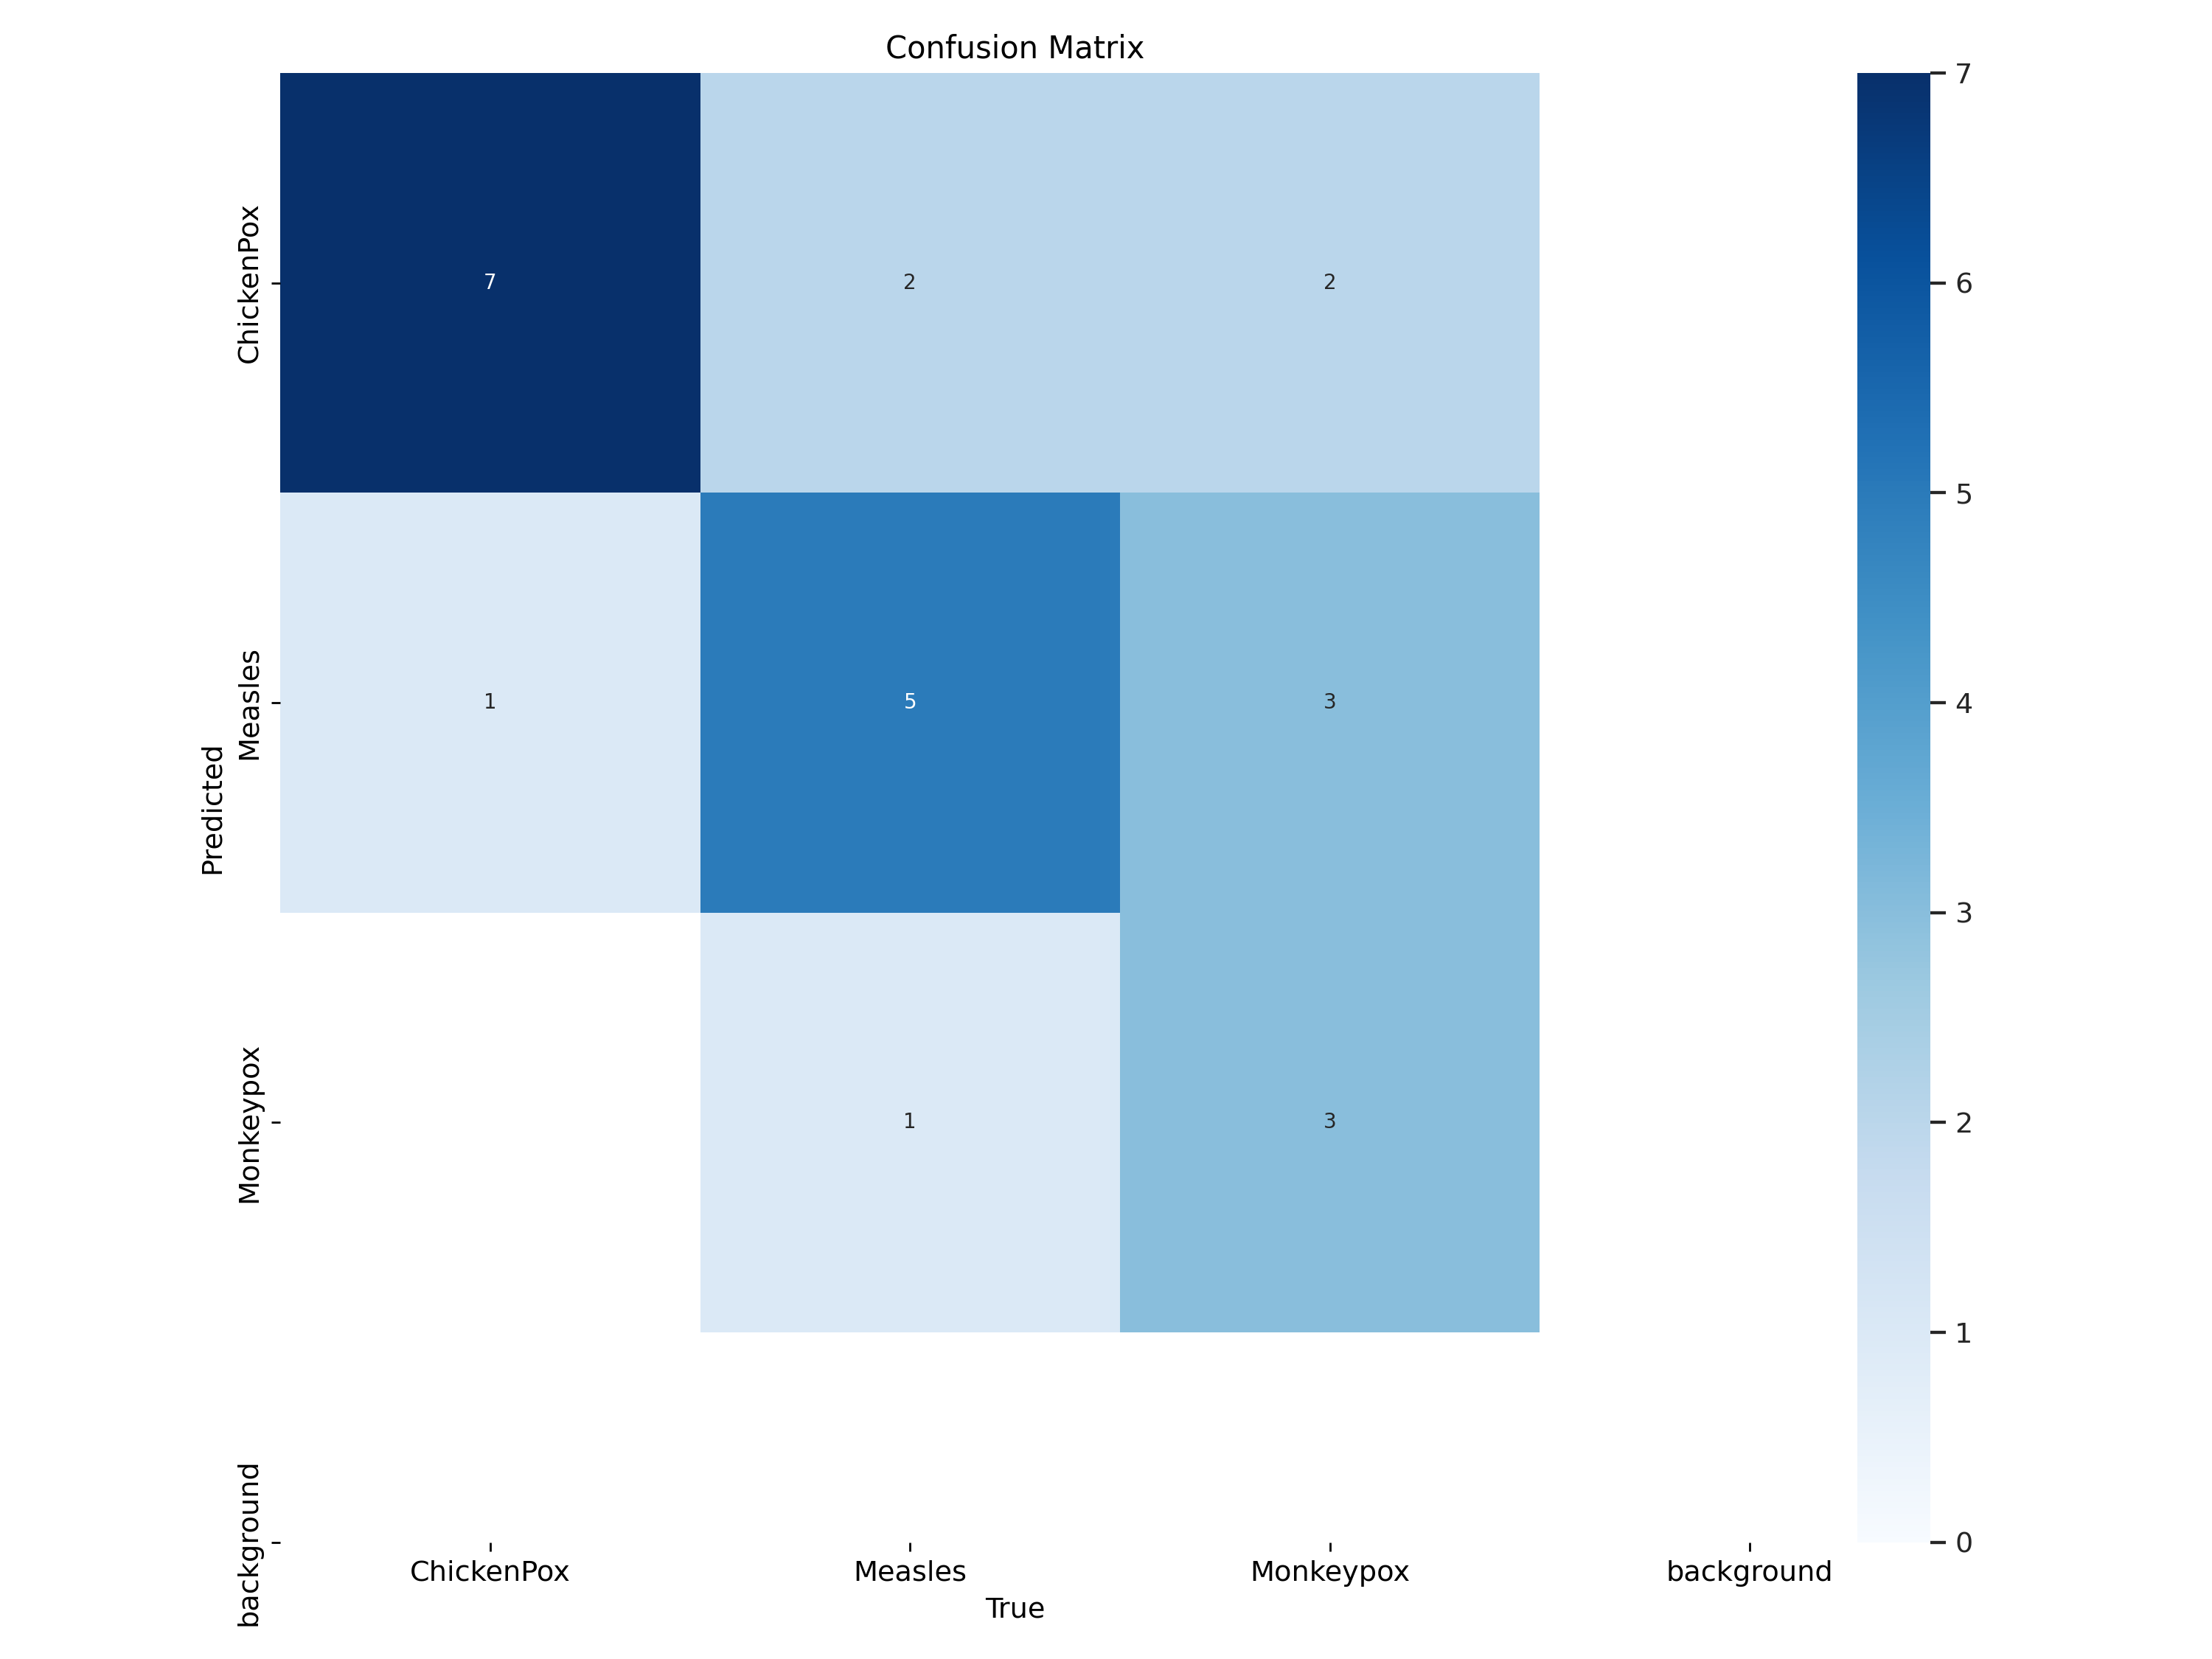 Confusion Matrix
Predicted
ChickenPox
7 2 2
Measles
1 5 3
Monkeypox
1 3
background
ChickenPox Measles Monkeypox background
True
7
6
5
4
3
2
1
0